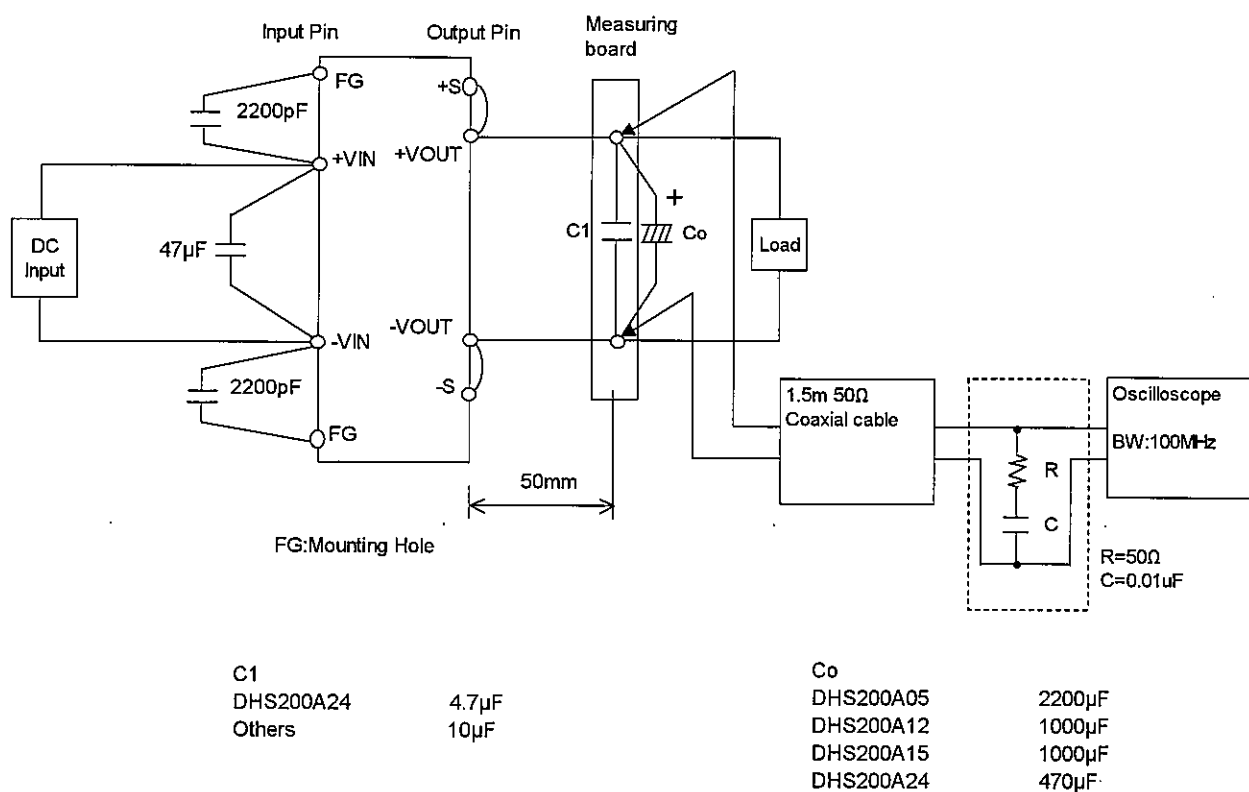 Input Pin
Output Pin
Measuring
board
FG
+S
2200pF
+VIN
+VOUT
+
DC
Input
47µF
C1
Co
Load
-VOUT
-VIN
2200pF
-S
FG
1.5m 50Ω
Coaxial cable
Oscilloscope
BW:100MHz
R
C
50mm
R=50Ω
C=0.01uF
FG:Mounting Hole
C1
DHS200A24 4.7µF
Others 10µF
Co
DHS200A05 2200µF
DHS200A12 1000µF
DHS200A15 1000µF
DHS200A24 470µF